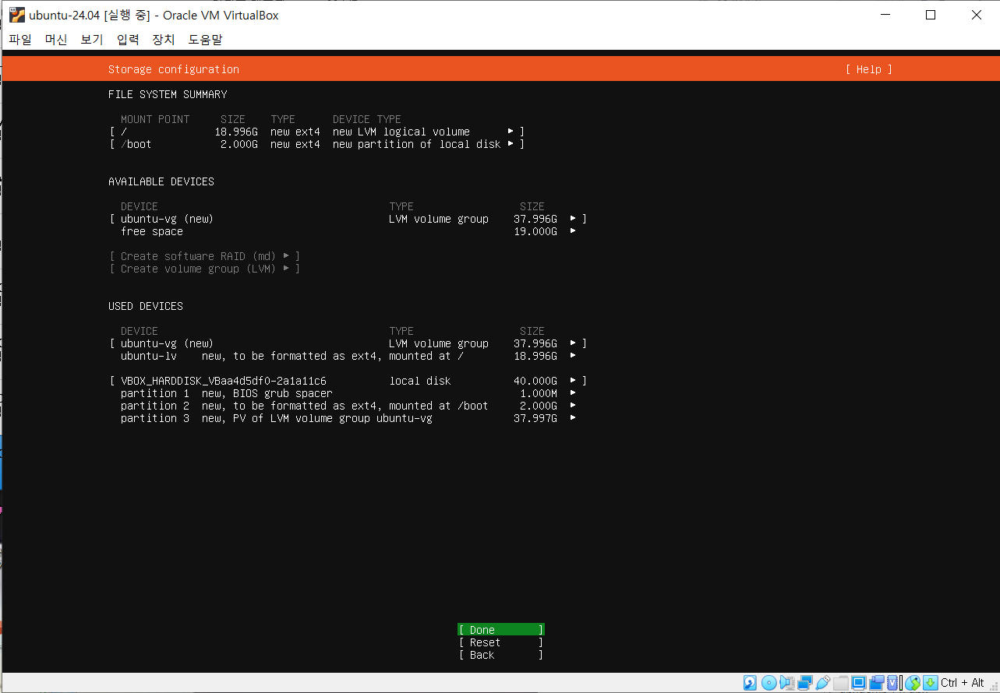 ubuntu-24.04 [실행 중] - Oracle VM VirtualBox
파일 머신 보기 입력 장치 도움말
Storage configuration [ Help ]
FILE SYSTEM SUMMARY
MOUNT POINT SIZE TYPE DEVICE TYPE
[ / 18.996G new ext4 new LVM logical volume ▸ ]
[ /boot 2.000G new ext4 new partition of local disk ▸ ]
AVAILABLE DEVICES
DEVICE TYPE SIZE
[ ubuntu-vg (new) LVM volume group 37.996G ▸ ]
free space 19.000G ▸
[ Create software RAID (md) ▸ ]
[ Create volume group (LVM) ▸ ]
USED DEVICES
DEVICE TYPE SIZE
[ ubuntu-vg (new) LVM volume group 37.996G ▸ ]
ubuntu-lv new, to be formatted as ext4, mounted at / 18.996G ▸
[ VBOX_HARDDISK_VBaa4d5df0-2a1a11c6 local disk 40.000G ▸ ]
partition 1 new, BIOS grub spacer 1.000M ▸
partition 2 new, to be formatted as ext4, mounted at /boot 2.000G ▸
partition 3 new, PV of LVM volume group ubuntu-vg 37.997G ▸
[ Done ]
[ Reset ]
[ Back ]
Ctrl + Alt